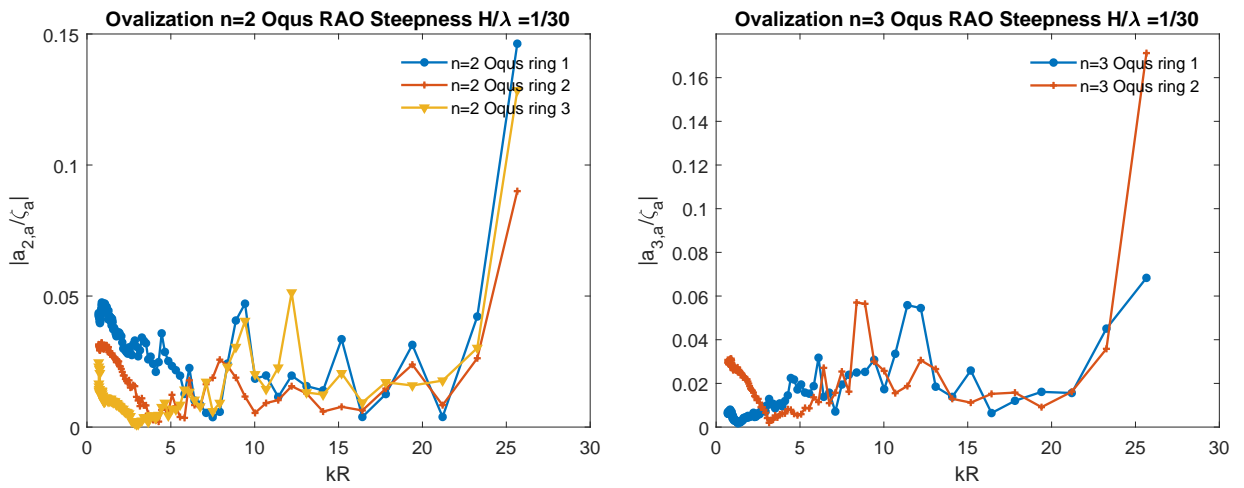 Ovalization n=2 Oqus RAO Steepness H/λ =1/30
0.15
0.1
0.05
0
|a2,a/ζa|
n=2 Oqus ring 1
n=2 Oqus ring 2
n=2 Oqus ring 3
0 5 10 15 20 25 30
kR
Ovalization n=3 Oqus RAO Steepness H/λ =1/30
0.16
0.14
0.12
0.1
0.08
0.06
0.04
0.02
0
|a3,a/ζa|
n=3 Oqus ring 1
n=3 Oqus ring 2
0 5 10 15 20 25 30
kR